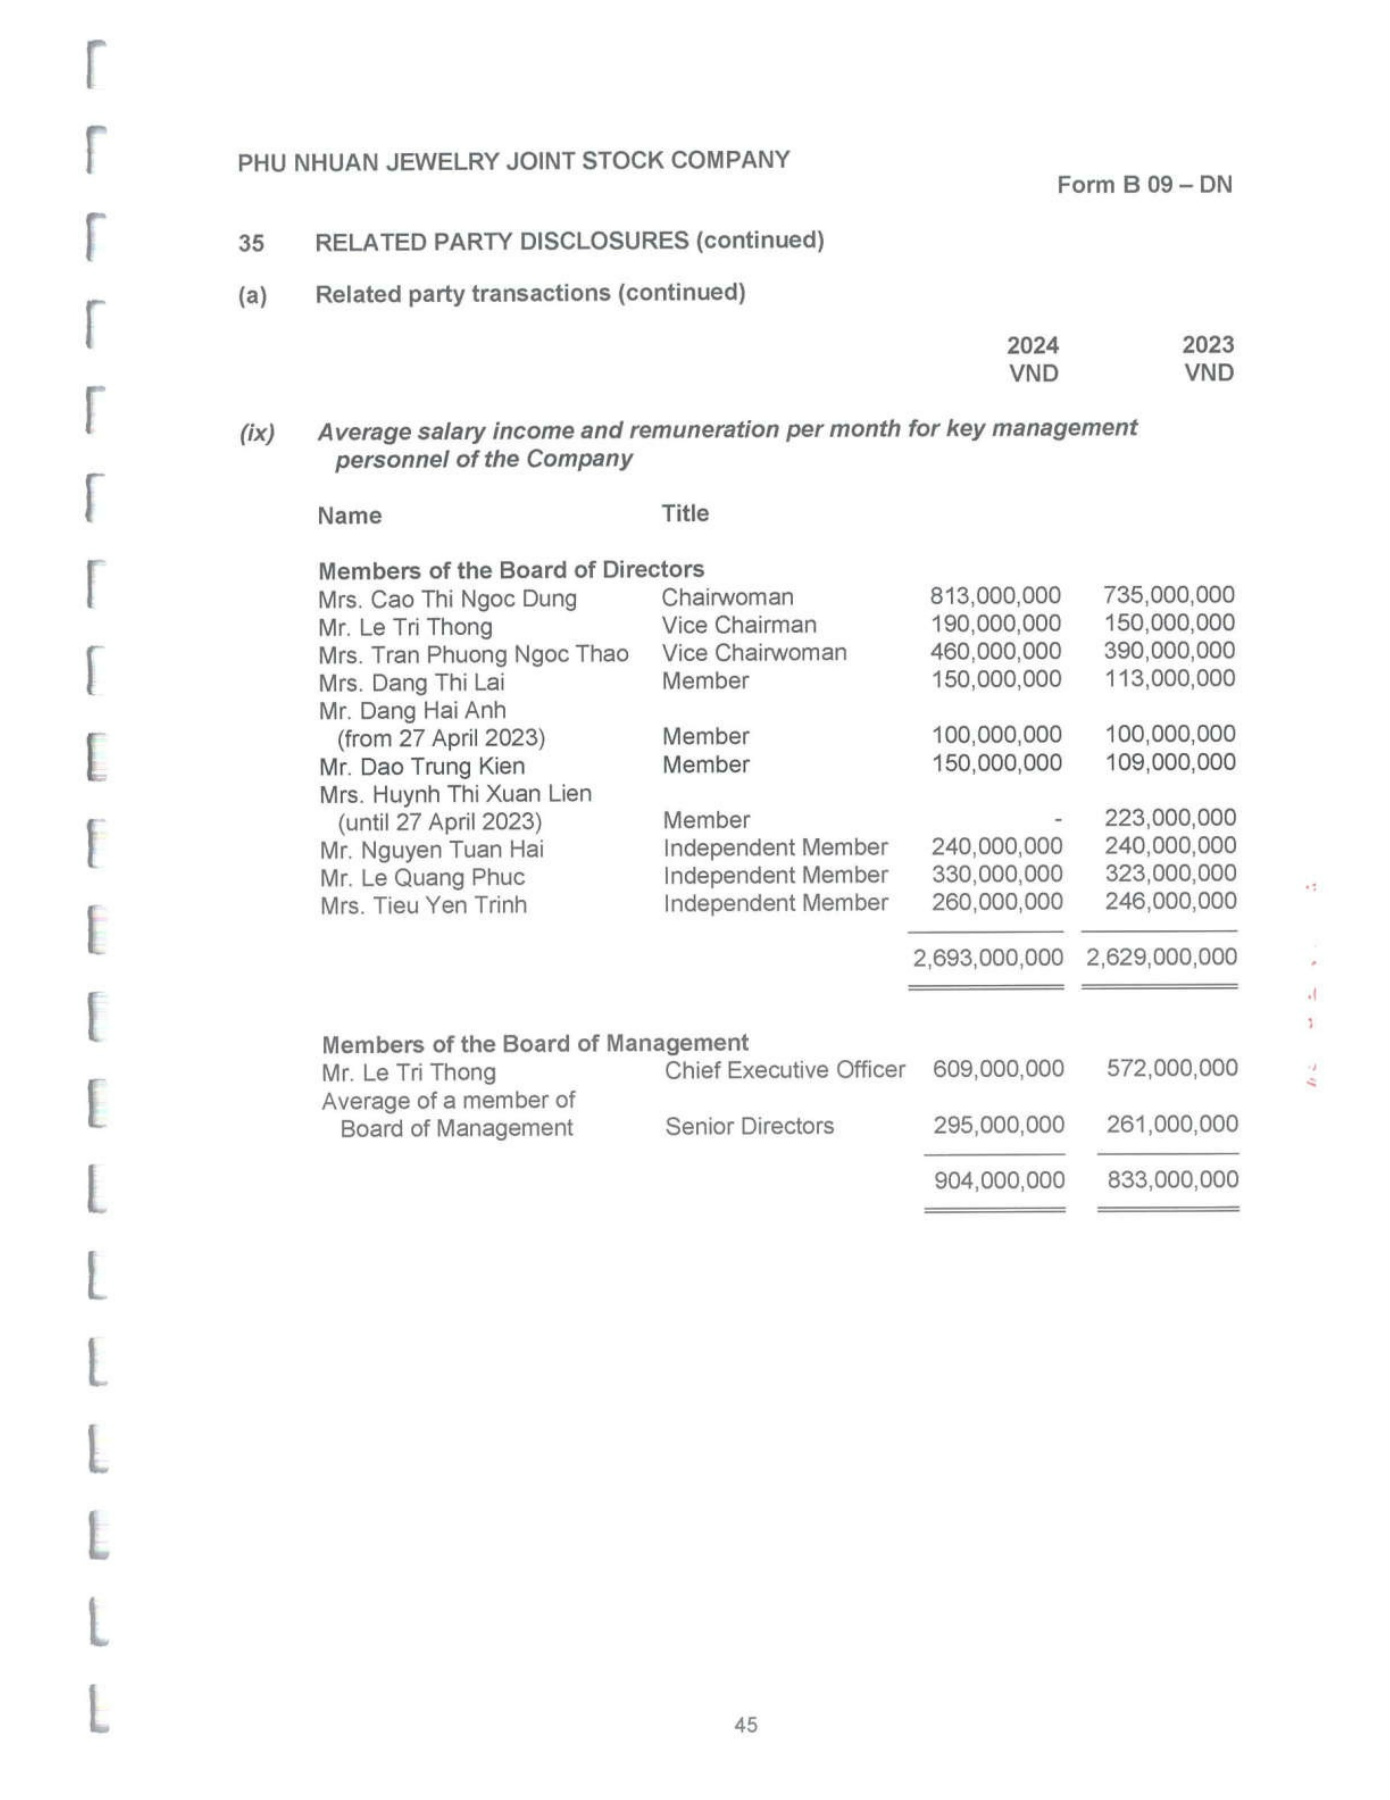 PHU NHUAN JEWELRY JOINT STOCK COMPANY
Form B 09 – DN
35 RELATED PARTY DISCLOSURES (continued)
(a) Related party transactions (continued)
2024 2023
VND VND
(ix) Average salary income and remuneration per month for key management
personnel of the Company
Name Title
Members of the Board of Directors
Mrs. Cao Thi Ngoc Dung Chairwoman 813,000,000 735,000,000
Mr. Le Tri Thong Vice Chairman 190,000,000 150,000,000
Mrs. Tran Phuong Ngoc Thao Vice Chairwoman 460,000,000 390,000,000
Mrs. Dang Thi Lai Member 150,000,000 113,000,000
Mr. Dang Hai Anh
(from 27 April 2023) Member 100,000,000 100,000,000
Mr. Dao Trung Kien Member 150,000,000 109,000,000
Mrs. Huynh Thi Xuan Lien
(until 27 April 2023) Member - 223,000,000
Mr. Nguyen Tuan Hai Independent Member 240,000,000 240,000,000
Mr. Le Quang Phuc Independent Member 330,000,000 323,000,000
Mrs. Tieu Yen Trinh Independent Member 260,000,000 246,000,000
2,693,000,000 2,629,000,000
Members of the Board of Management
Mr. Le Tri Thong Chief Executive Officer 609,000,000 572,000,000
Average of a member of
Board of Management Senior Directors 295,000,000 261,000,000
904,000,000 833,000,000
45